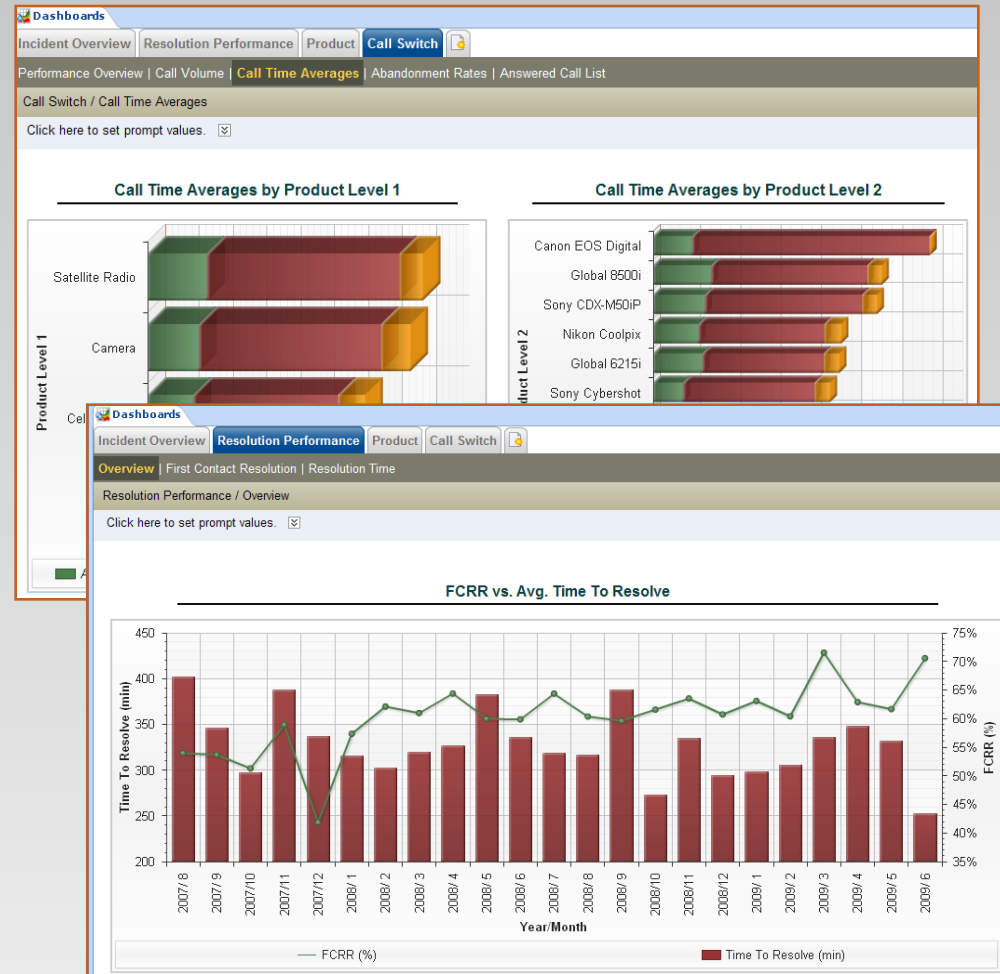 Dashboards
Incident Overview Resolution Performance Product Call Switch
Performance Overview | Call Volume | Call Time Averages | Abandonment Rates | Answered Call List
Call Switch / Call Time Averages
Click here to set prompt values.
Call Time Averages by Product Level 1
Product Level 1
Satellite Radio
Camera
Call Time Averages by Product Level 2
Level 2
Canon EOS Digital
Global 8500i
Sony CDX-M50iP
Nikon Coolpix
Global 6215i
Sony Cybershot
Dashboards
Incident Overview Resolution Performance Product Call Switch
Overview | First Contact Resolution | Resolution Time
Resolution Performance / Overview
Click here to set prompt values.
FCRR vs. Avg. Time To Resolve
Time To Resolve (min)
450
400
350
300
250
200
75%
70%
65%
60%
55%
50%
45%
40%
35%
FCRR (%)
2007/ 8
2007/ 9
2007/10
2007/11
2007/12
2008/ 1
2008/ 2
2008/ 3
2008/ 4
2008/ 5
2008/ 6
2008/ 7
2008/ 8
2008/ 9
2008/10
2008/11
2008/12
2009/ 1
2009/ 2
2009/ 3
2009/ 4
2009/ 5
2009/ 6
Year/Month
FCRR (%) Time To Resolve (min)